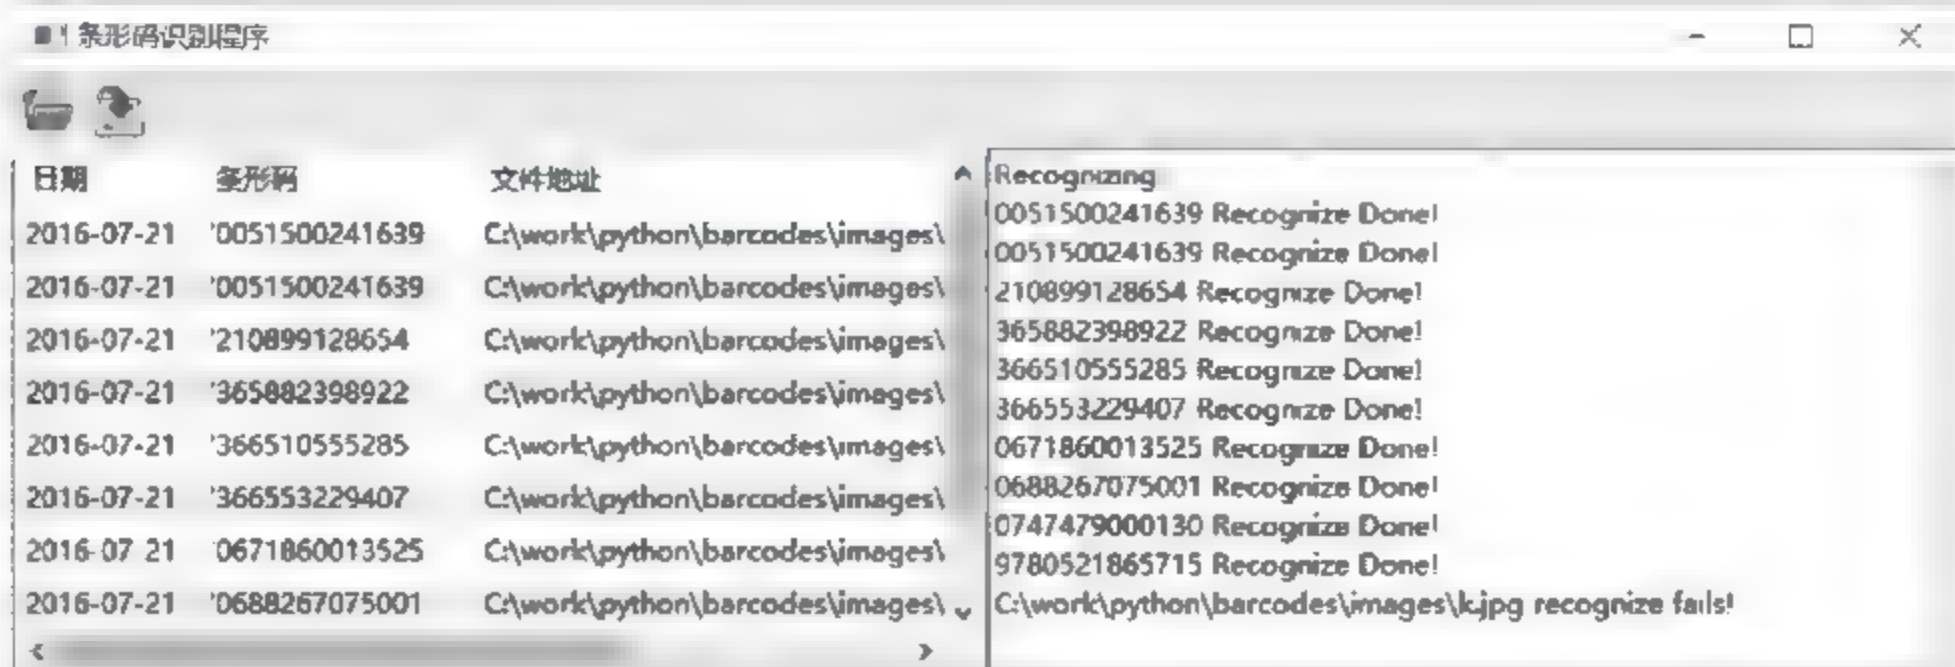 条形码识别程序
日期 条形码 文件地址
2016-07-21 '0051500241639 C:\work\python\barcodes\images\
2016-07-21 '0051500241639 C:\work\python\barcodes\images\
2016-07-21 '210899128654 C:\work\python\barcodes\images\
2016-07-21 '365882398922 C:\work\python\barcodes\images\
2016-07-21 '366510555285 C:\work\python\barcodes\images\
2016-07-21 '366553229407 C:\work\python\barcodes\images\
2016-07-21 '0671860013525 C:\work\python\barcodes\images\
2016-07-21 '0688267075001 C:\work\python\barcodes\images\
Recognizing
0051500241639 Recognize Done!
0051500241639 Recognize Done!
210899128654 Recognize Done!
365882398922 Recognize Done!
366510555285 Recognize Done!
366553229407 Recognize Done!
0671860013525 Recognize Done!
0688267075001 Recognize Done!
0747479000130 Recognize Done!
9780521865715 Recognize Done!
C:\work\python\barcodes\images\k.jpg recognize fails!